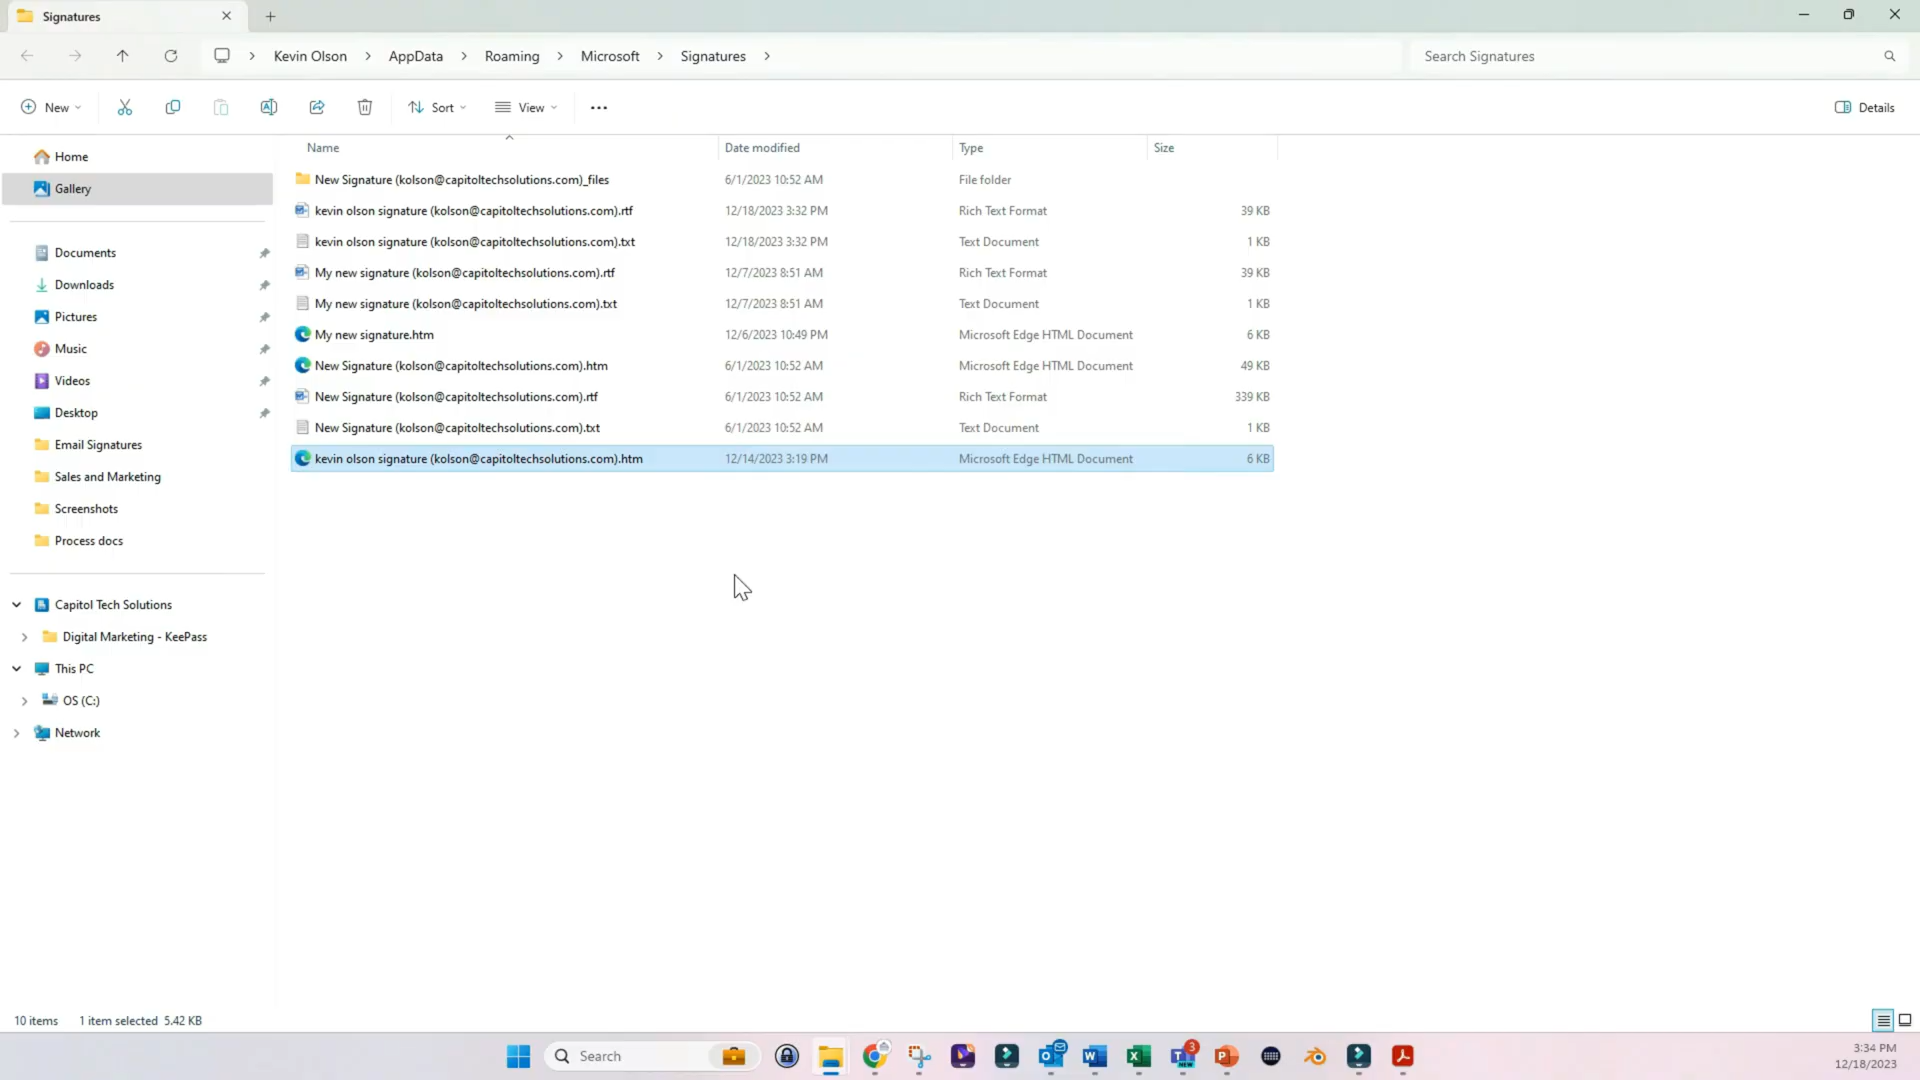 Signatures
Kevin Olson > AppData > Roaming > Microsoft > Signatures >
Search Signatures
New
Sort
View
Details
Name Date modified Type Size
New Signature (kolson@capitoltechsolutions.com)_files 6/1/2023 10:52 AM File folder
kevin olson signature (kolson@capitoltechsolutions.com).rtf 12/18/2023 3:32 PM Rich Text Format 39 KB
kevin olson signature (kolson@capitoltechsolutions.com).txt 12/18/2023 3:32 PM Text Document 1 KB
My new signature (kolson@capitoltechsolutions.com).rtf 12/7/2023 8:51 AM Rich Text Format 39 KB
My new signature (kolson@capitoltechsolutions.com).txt 12/7/2023 8:51 AM Text Document 1 KB
My new signature.htm 12/6/2023 10:49 PM Microsoft Edge HTML Document 6 KB
New Signature (kolson@capitoltechsolutions.com).htm 6/1/2023 10:52 AM Microsoft Edge HTML Document 49 KB
New Signature (kolson@capitoltechsolutions.com).rtf 6/1/2023 10:52 AM Rich Text Format 339 KB
New Signature (kolson@capitoltechsolutions.com).txt 6/1/2023 10:52 AM Text Document 1 KB
kevin olson signature (kolson@capitoltechsolutions.com).htm 12/14/2023 3:19 PM Microsoft Edge HTML Document 6 KB
Home
Gallery
Documents
Downloads
Pictures
Music
Videos
Desktop
Email Signatures
Sales and Marketing
Screenshots
Process docs
Capitol Tech Solutions
Digital Marketing - KeePass
This PC
OS (C:)
Network
10 items 1 item selected 5.42 KB
Search
3
NEW
3:34 PM
12/18/2023